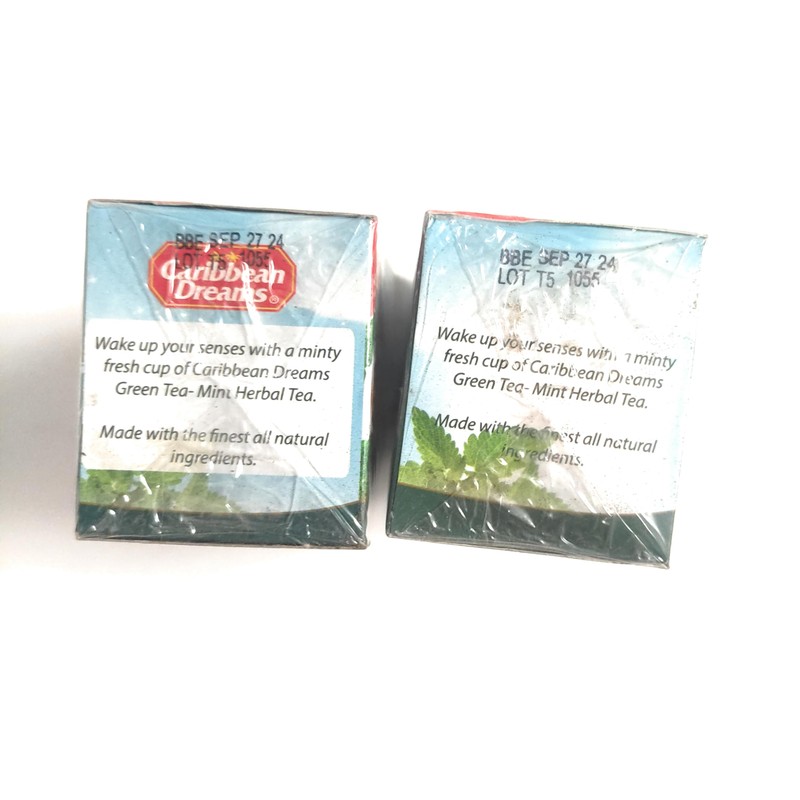 BBE SEP 27 24
LOT T5 1055
Caribbean
Dreams®
Wake up your senses with a minty
fresh cup of Caribbean Dreams
Green Tea- Mint Herbal Tea.
Made with the finest all natural
ingredients.
BBE SEP 27 24
LOT T5 1055
Wake up your senses with a minty
fresh cup of Caribbean Dreams
Green Tea- Mint Herbal Tea.
Made with the finest all natural
ingredients.